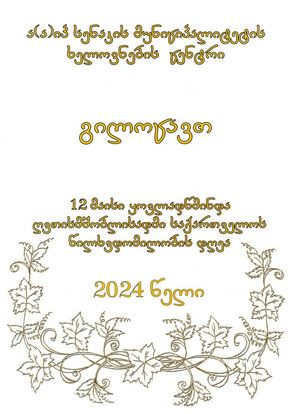 ა(ა)იპ სენაკის მუნიციპალიტეტის
ხელოვნების ცენტრი
გილოცავთ
12 მაისი ყოვლადწმინდა
ღვთისმშობლისადმი საქართველოს
წილხვდომილობის დღეა
2024 წელი